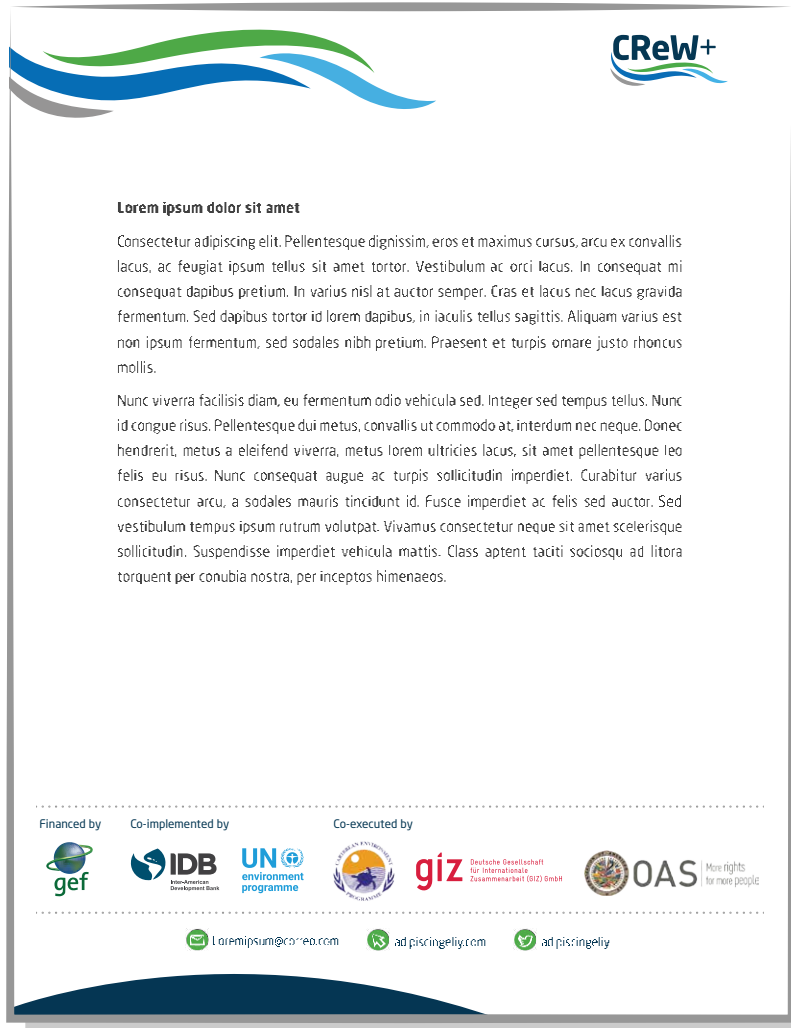 CReW+
Lorem ipsum dolor sit amet
Consectetur adipiscing elit. Pellentesque dignissim, eros et maximus cursus, arcu ex convallis
lacus, ac feugiat ipsum tellus sit amet tortor. Vestibulum ac orci lacus. In consequat mi
consequat dapibus pretium. In varius nisl at auctor semper. Cras et lacus nec lacus gravida
fermentum. Sed dapibus tortor id lorem dapibus, in iaculis tellus sagittis. Aliquam varius est
non ipsum fermentum, sed sodales nibh pretium. Praesent et turpis ornare justo rhoncus
mollis.
Nunc viverra facilisis diam, eu fermentum odio vehicula sed. Integer sed tempus tellus. Nunc
id congue risus. Pellentesque dui metus, convallis ut commodo at, interdum nec neque. Donec
hendrerit, metus a eleifend viverra, metus lorem ultricies lacus, sit amet pellentesque leo
felis eu risus. Nunc consequat augue ac turpis sollicitudin imperdiet. Curabitur varius
consectetur arcu, a sodales mauris tincidunt id. Fusce imperdiet ac felis sed auctor. Sed
vestibulum tempus ipsum rutrum volutpat. Vivamus consectetur neque sit amet scelerisque
sollicitudin. Suspendisse imperdiet vehicula mattis. Class aptent taciti sociosqu ad litora
torquent per conubia nostra, per inceptos himenaeos.
Financed by Co-implemented by Co-executed by
gef
IDB
Inter-American
Development Bank
UN
environment
programme
CARIBBEAN ENVIRONMENT
PROGRAMME
giz
Deutsche Gesellschaft
für Internationale
Zusammenarbeit (GIZ) GmbH
OAS
More rights
for more people
Loremipsum@correo.com adipiscingeliy.com adipiscingeliy